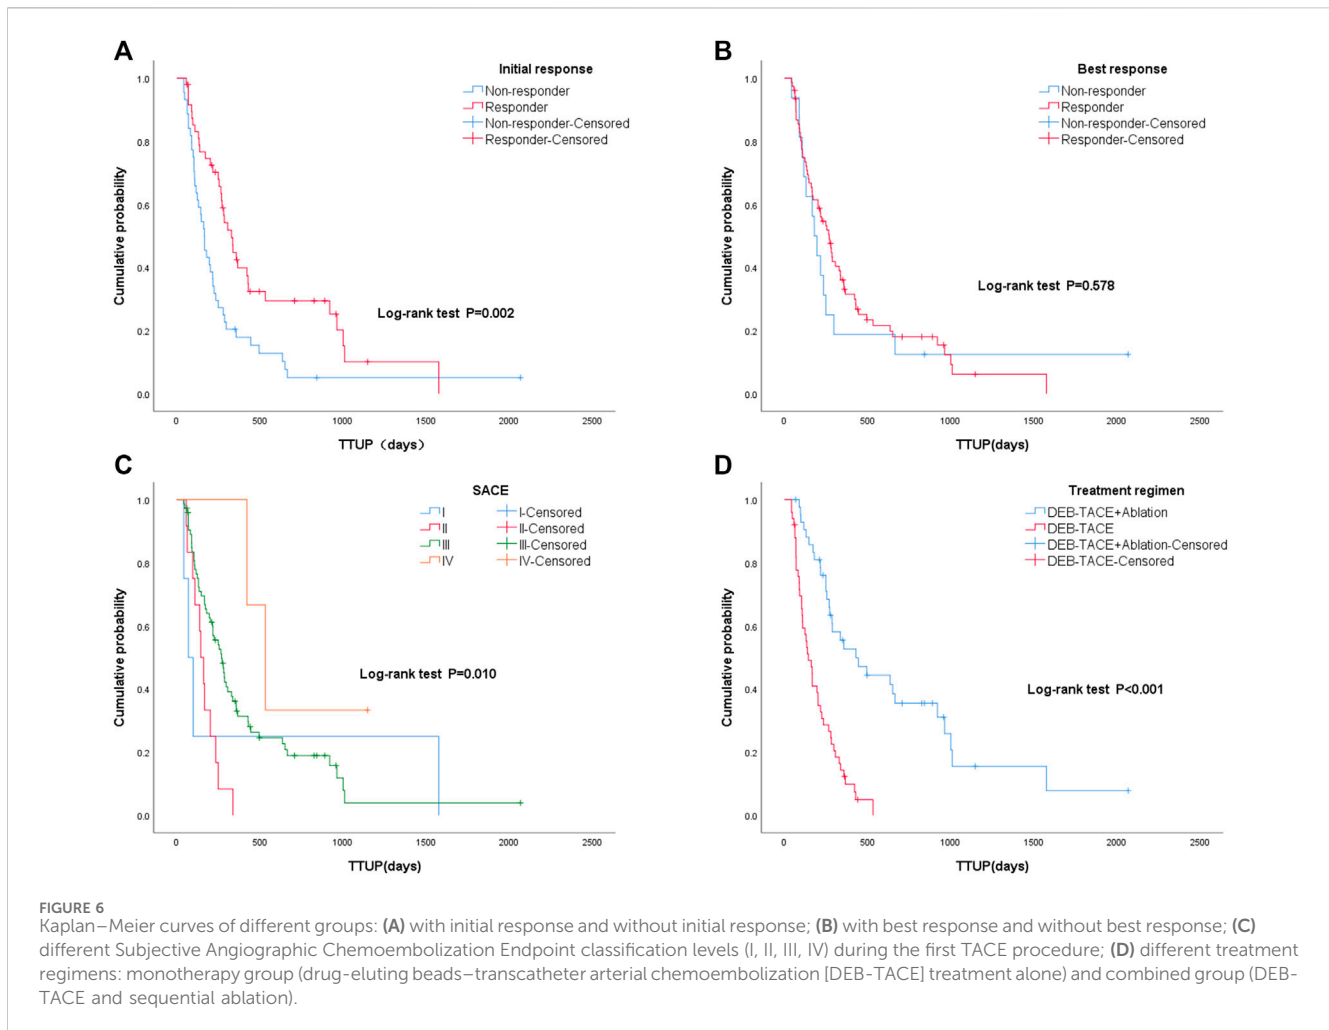 A
Initial response
Non-responder
Responder
Non-responder-Censored
Responder-Censored
Cumulative probability
1.0
0.8
0.6
0.4
0.2
0.0
Log-rank test P=0.002
0 500 1000 1500 2000 2500
TTUP（days）
B
Best response
Non-responder
Responder
Non-responder-Censored
Responder-Censored
Cumulative probability
1.0
0.8
0.6
0.4
0.2
0.0
Log-rank test P=0.578
0 500 1000 1500 2000 2500
TTUP(days)
C
SACE
I I-Censored
II II-Censored
III III-Censored
IV IV-Censored
Cumulative probability
1.0
0.8
0.6
0.4
0.2
0.0
Log-rank test P=0.010
0 500 1000 1500 2000 2500
TTUP(days)
D
Treatment regimen
DEB-TACE+Ablation
DEB-TACE
DEB-TACE+Ablation-Censored
DEB-TACE-Censored
Cumulative probability
1.0
0.8
0.6
0.4
0.2
0.0
Log-rank test P<0.001
0 500 1000 1500 2000 2500
TTUP(days)
FIGURE 6
Kaplan–Meier curves of different groups: (A) with initial response and without initial response; (B) with best response and without best response; (C)
different Subjective Angiographic Chemoembolization Endpoint classification levels (I, II, III, IV) during the first TACE procedure; (D) different treatment
regimens: monotherapy group (drug-eluting beads–transcatheter arterial chemoembolization [DEB-TACE] treatment alone) and combined group (DEB-
TACE and sequential ablation).